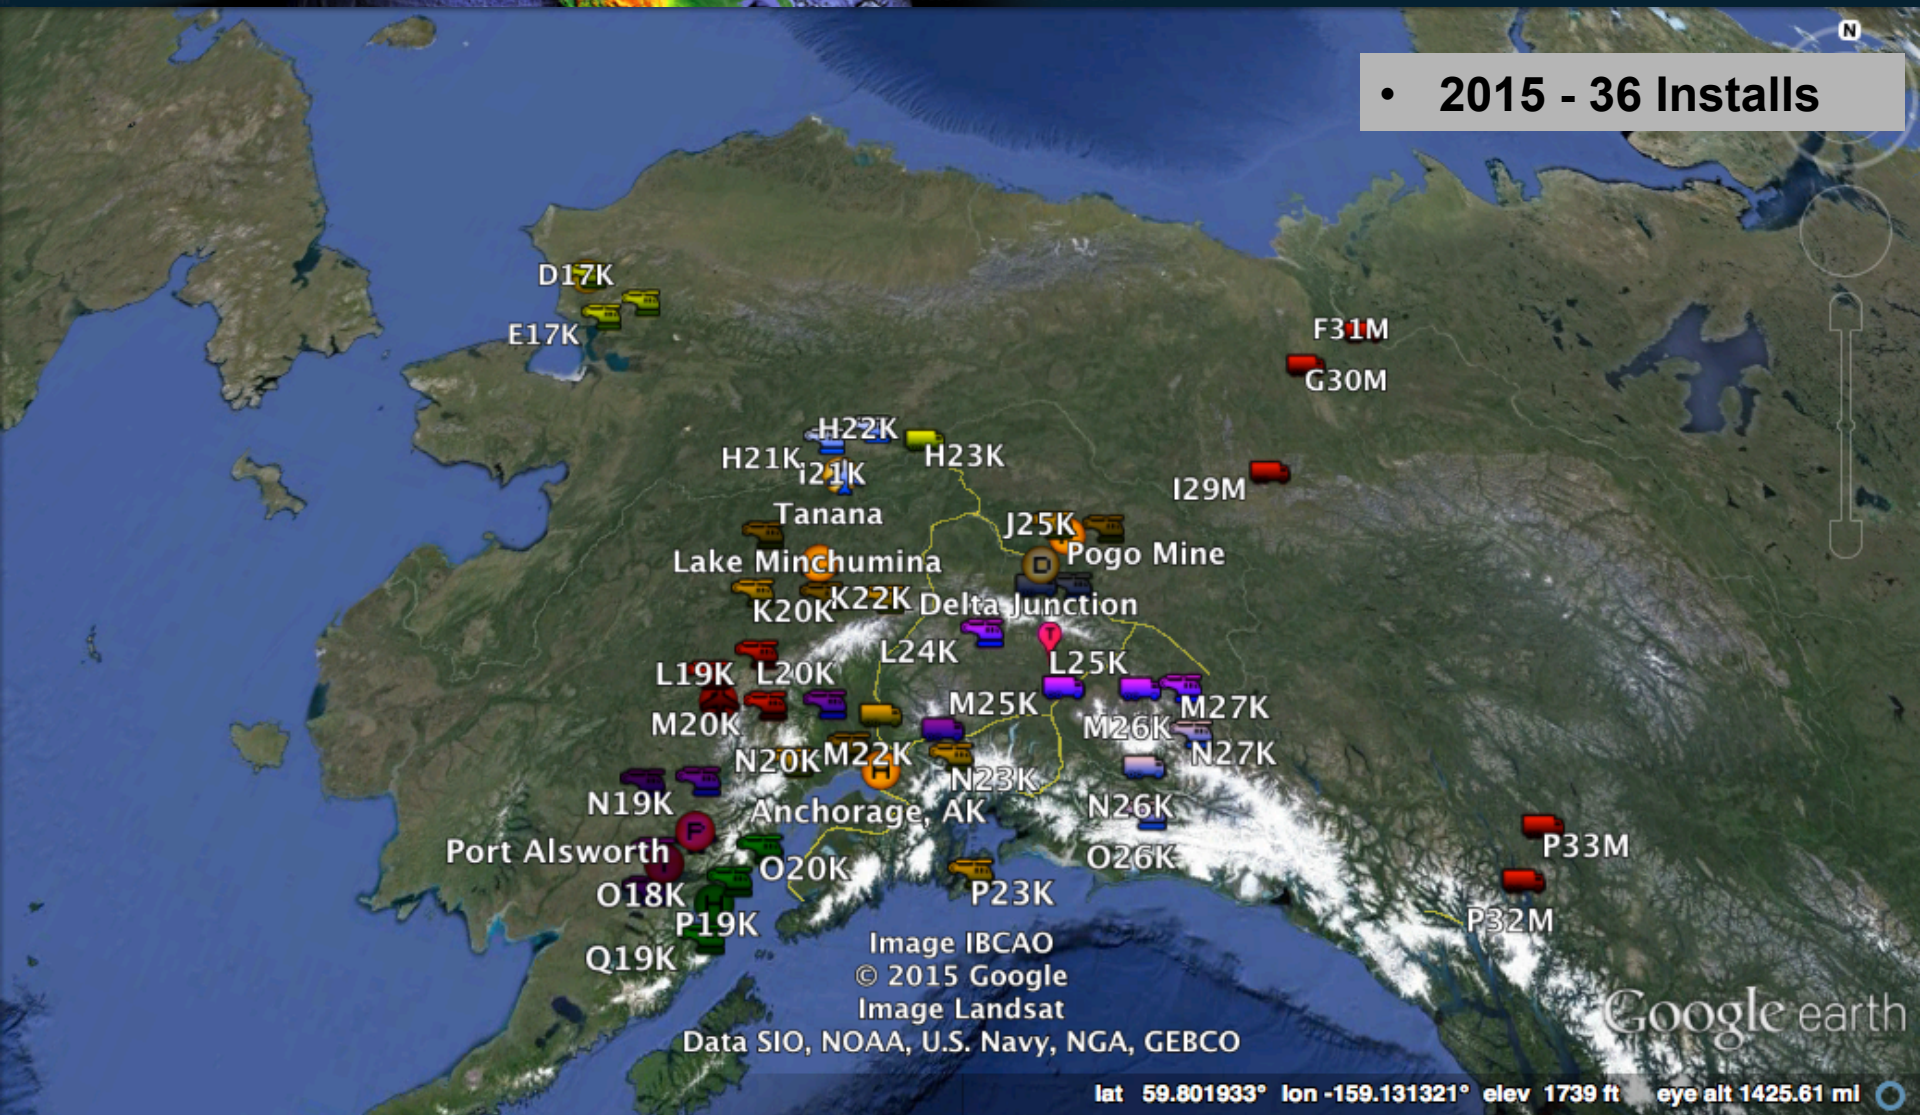 N
• 2015 - 36 Installs
D17K
E17K
F31M
G30M
H22K
H21K
H23K
i21K
I29M
Tanana
J25K
Pogo Mine
Lake Minchumina
D
K22K
K20K
Delta Junction
T
L24K
L25K
L19K
L20K
M25K
M27K
M20K
M26K
N20K
M22K
N27K
H
N23K
N19K
N26K
Anchorage, AK
P
P33M
Port Alsworth
O26K
O20K
O18K
P23K
P32M
P19K
Q19K
Image IBCAO
© 2015 Google
Image Landsat
Data SIO, NOAA, U.S. Navy, NGA, GEBCO
Google earth
lat 59.801933° lon -159.131321° elev 1739 ft eye alt 1425.61 mi